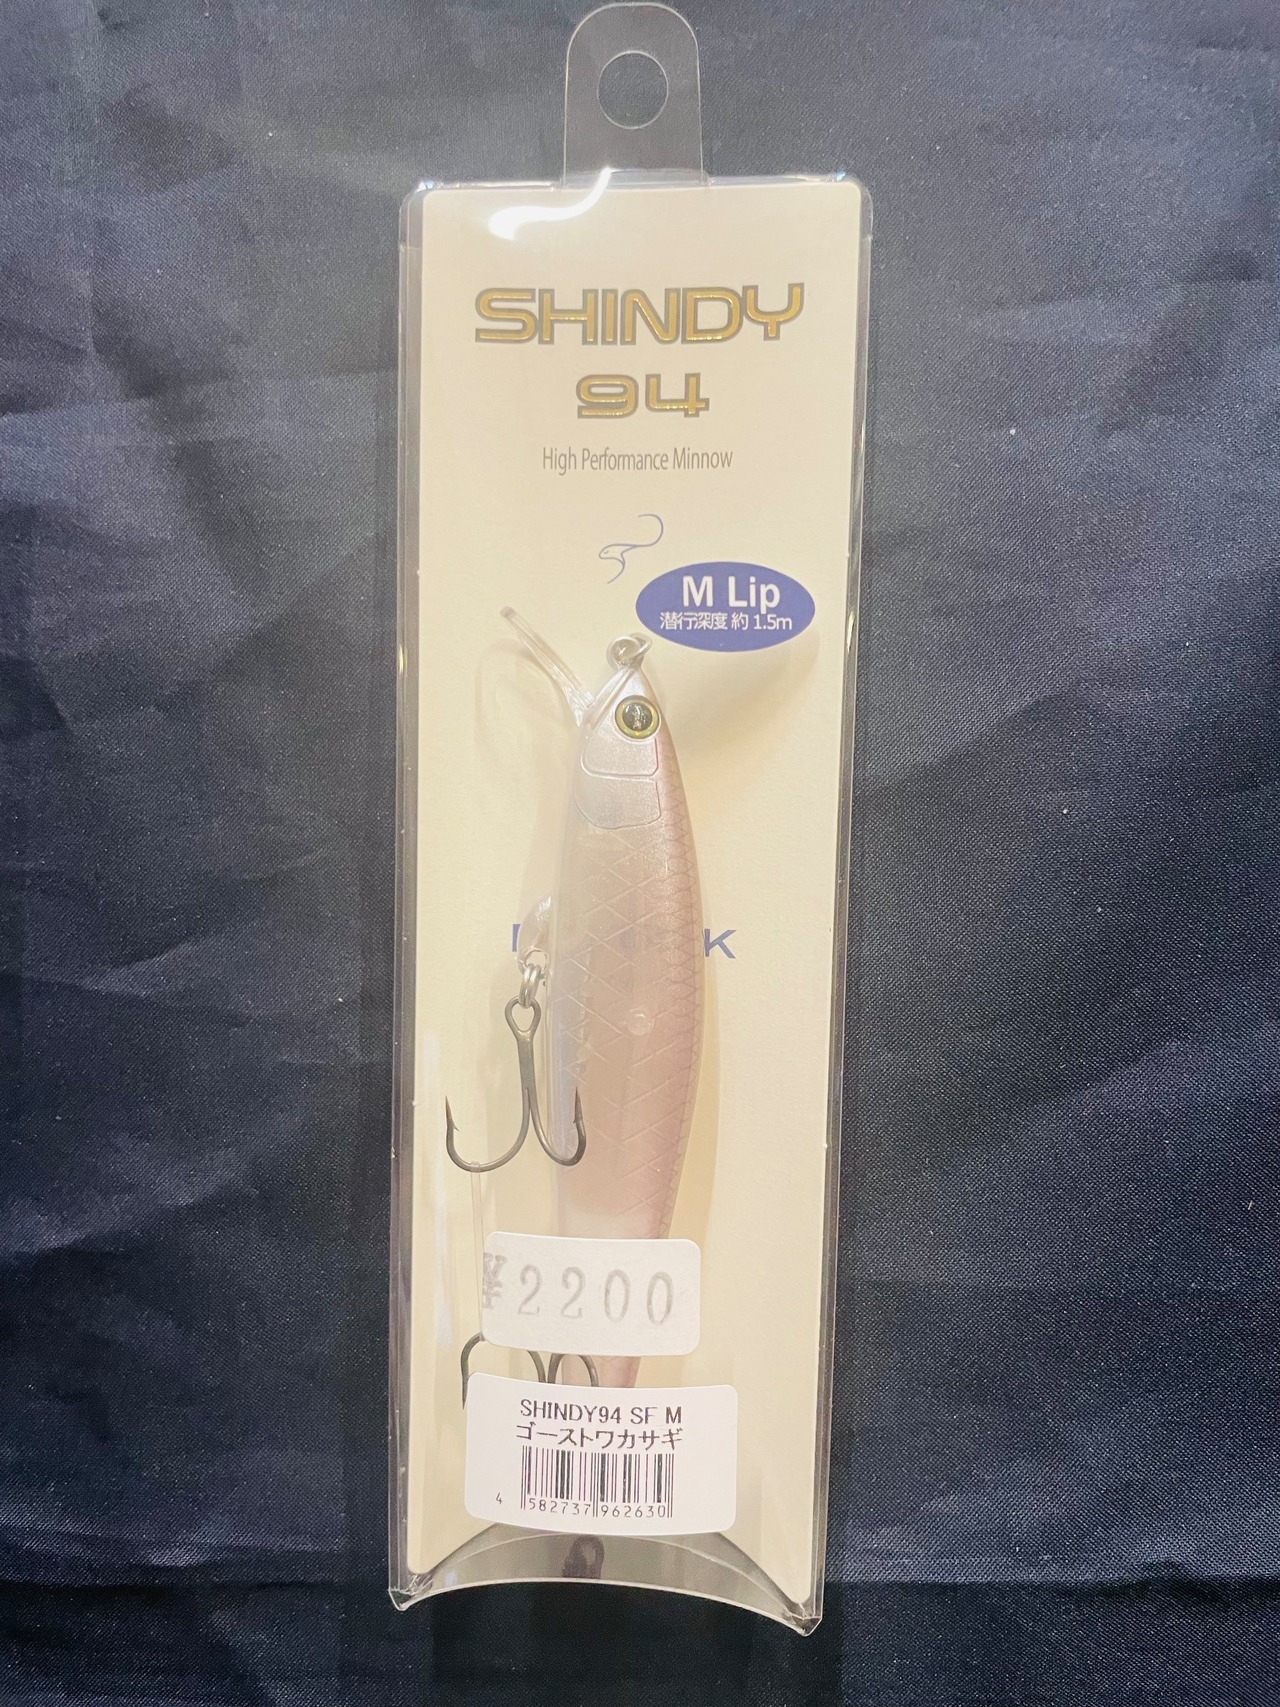 SHINDY
94
High Performance Minnow
M Lip
潜行深度 約 1.5m
K
¥2200
SHINDY94 SF M
ゴーストワカサギ
4 582737 962630